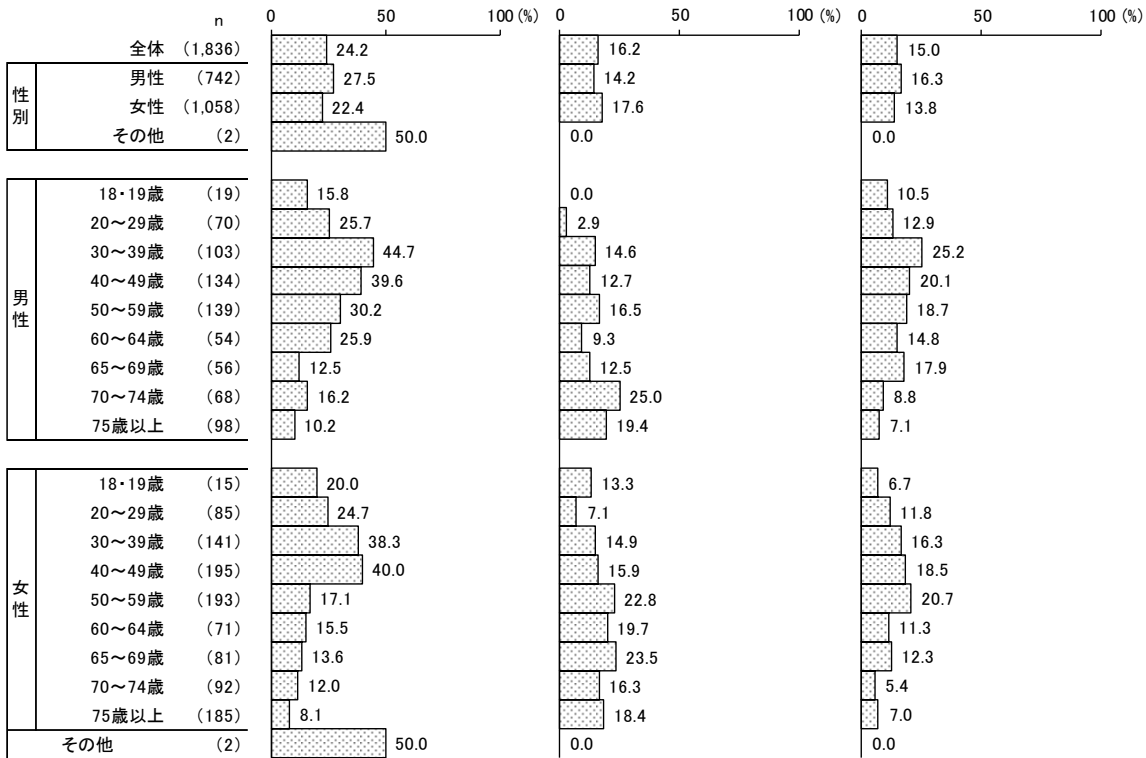 n 0 50 100 (%) 0 50 100 (%) 0 50 100 (%)
全体 (1,836) 24.2 16.2 15.0
性別
男性 (742) 27.5 14.2 16.3
女性 (1,058) 22.4 17.6 13.8
その他 (2) 50.0 0.0 0.0
男性
18・19歳 (19) 15.8 0.0 10.5
20～29歳 (70) 25.7 2.9 12.9
30～39歳 (103) 44.7 14.6 25.2
40～49歳 (134) 39.6 12.7 20.1
50～59歳 (139) 30.2 16.5 18.7
60～64歳 (54) 25.9 9.3 14.8
65～69歳 (56) 12.5 12.5 17.9
70～74歳 (68) 16.2 25.0 8.8
75歳以上 (98) 10.2 19.4 7.1
女性
18・19歳 (15) 20.0 13.3 6.7
20～29歳 (85) 24.7 7.1 11.8
30～39歳 (141) 38.3 14.9 16.3
40～49歳 (195) 40.0 15.9 18.5
50～59歳 (193) 17.1 22.8 20.7
60～64歳 (71) 15.5 19.7 11.3
65～69歳 (81) 13.6 23.5 12.3
70～74歳 (92) 12.0 16.3 5.4
75歳以上 (185) 8.1 18.4 7.0
その他 (2) 50.0 0.0 0.0